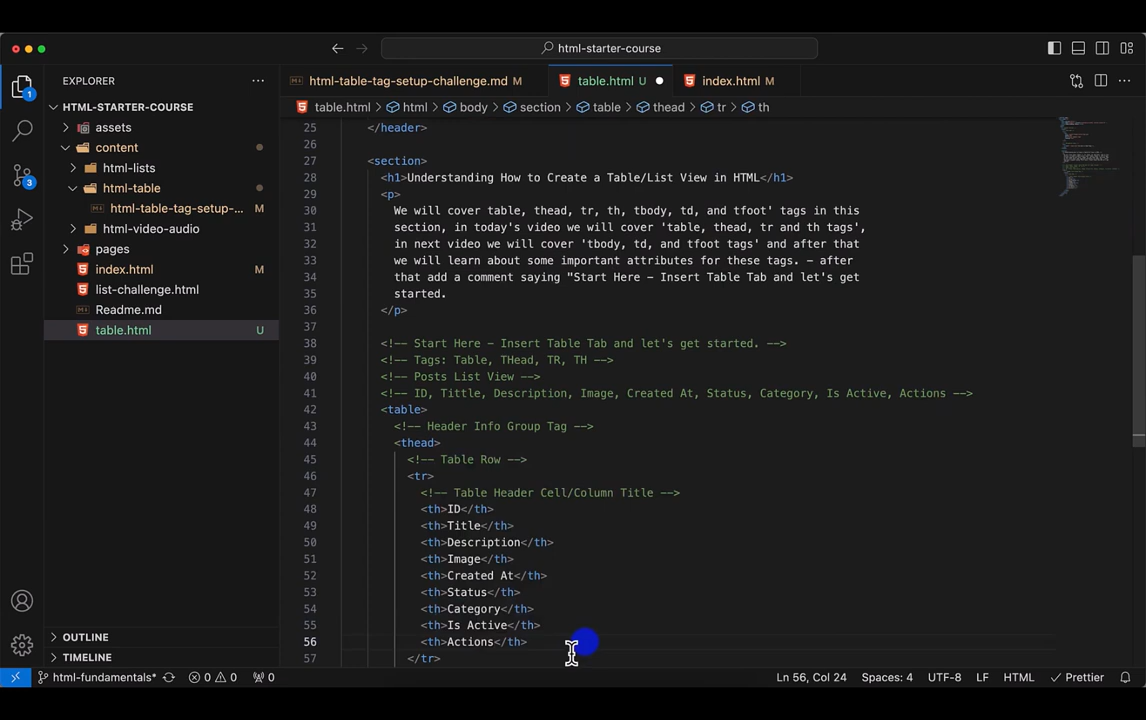 html-starter-course
EXPLORER
html-table-tag-setup-challenge.md M
table.html U
index.html M
table.html > html > body > section > table > thead > tr > th
HTML-STARTER-COURSE
assets
content
html-lists
html-table
html-table-tag-setup-... M
html-video-audio
pages
index.html M
list-challenge.html
Readme.md
table.html U
OUTLINE
TIMELINE
1
3
25 </header>
26
27 <section>
28 <h1>Understanding How to Create a Table/List View in HTML</h1>
29 <p>
30 We will cover table, thead, tr, th, tbody, td, and tfoot' tags in this
31 section, in today's video we will cover 'table, thead, tr and th tags',
32 in next video we will cover 'tbody, td, and tfoot tags' and after that
33 we will learn about some important attributes for these tags. - after
34 that add a comment saying "Start Here - Insert Table Tab and let's get
35 started.
36 </p>
37
38 <!-- Start Here - Insert Table Tab and let's get started. -->
39 <!-- Tags: Table, THead, TR, TH -->
40 <!-- Posts List View -->
41 <!-- ID, Tittle, Description, Image, Created At, Status, Category, Is Active, Actions -->
42 <table>
43 <!-- Header Info Group Tag -->
44 <thead>
45 <!-- Table Row -->
46 <tr>
47 <!-- Table Header Cell/Column Title -->
48 <th>ID</th>
49 <th>Title</th>
50 <th>Description</th>
51 <th>Image</th>
52 <th>Created At</th>
53 <th>Status</th>
54 <th>Category</th>
55 <th>Is Active</th>
56 <th>Actions</th>
57 </tr>
html-fundamentals* 0 0 0 Ln 56, Col 24 Spaces: 4 UTF-8 LF HTML Prettier